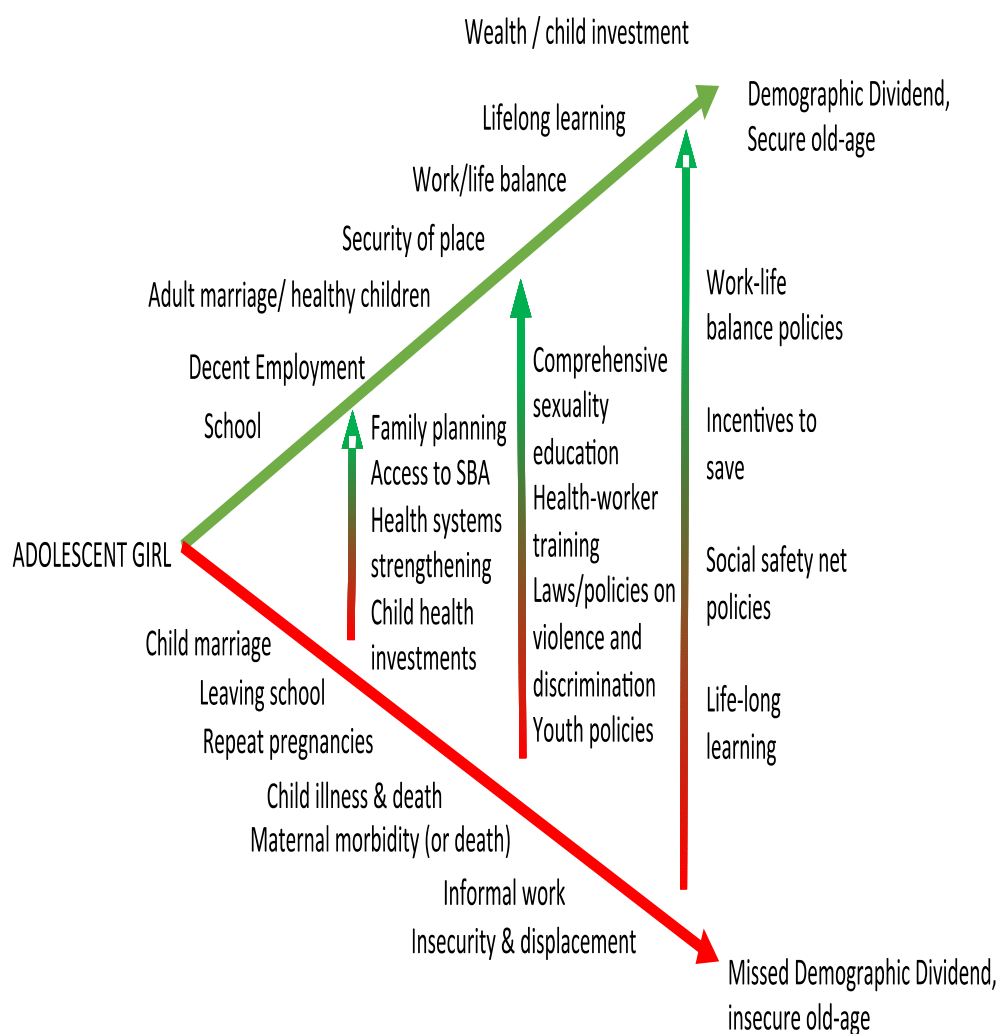 Wealth / child investment
Demographic Dividend,
Secure old-age
Lifelong learning
Work/life balance
Security of place
Adult marriage/ healthy children
Decent Employment
School
ADOLESCENT GIRL
Family planning
Access to SBA
Health systems
strengthening
Child health
investments
Comprehensive
sexuality
education
Health-worker
training
Laws/policies on
violence and
discrimination
Youth policies
Work-life
balance policies
Incentives to
save
Social safety net
policies
Life-long
learning
Child marriage
Leaving school
Repeat pregnancies
Child illness & death
Maternal morbidity (or death)
Informal work
Insecurity & displacement
Missed Demographic Dividend,
insecure old-age